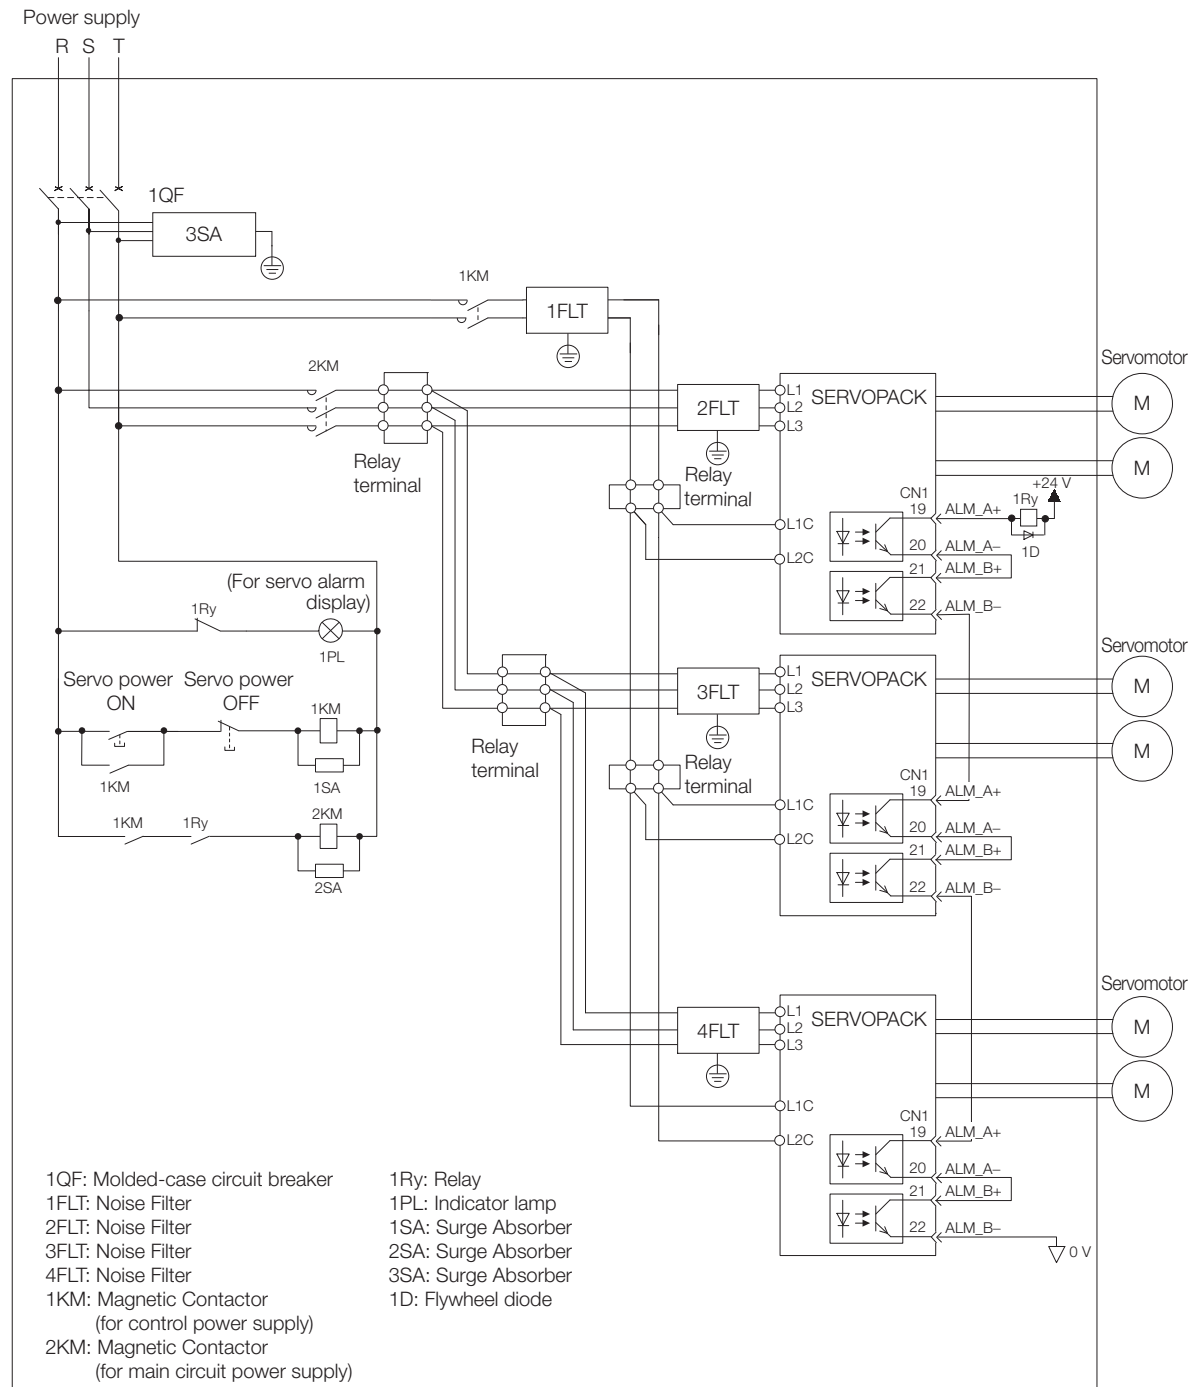 Power supply
R S T
1QF
3SA
1KM
1FLT
2KM
Relay
terminal
2FLT
L1
L2
L3
SERVOPACK
Servomotor
M
M
Relay
terminal
L1C
L2C
CN1
19
20
21
22
ALM_A+
ALM_A–
ALM_B+
ALM_B–
1Ry
+24 V
1D
(For servo alarm
display)
1Ry
1PL
Servo power
ON
Servo power
OFF
1KM
1KM
1SA
1KM
1Ry
2KM
2SA
Relay
terminal
3FLT
L1
L2
L3
SERVOPACK
Servomotor
M
M
Relay
terminal
L1C
L2C
CN1
19
20
21
22
ALM_A+
ALM_A–
ALM_B+
ALM_B–
4FLT
L1
L2
L3
SERVOPACK
Servomotor
M
M
L1C
L2C
CN1
19
20
21
22
ALM_A+
ALM_A–
ALM_B+
ALM_B–
0 V
1QF: Molded-case circuit breaker
1FLT: Noise Filter
2FLT: Noise Filter
3FLT: Noise Filter
4FLT: Noise Filter
1KM: Magnetic Contactor
(for control power supply)
2KM: Magnetic Contactor
(for main circuit power supply)
1Ry: Relay
1PL: Indicator lamp
1SA: Surge Absorber
2SA: Surge Absorber
3SA: Surge Absorber
1D: Flywheel diode